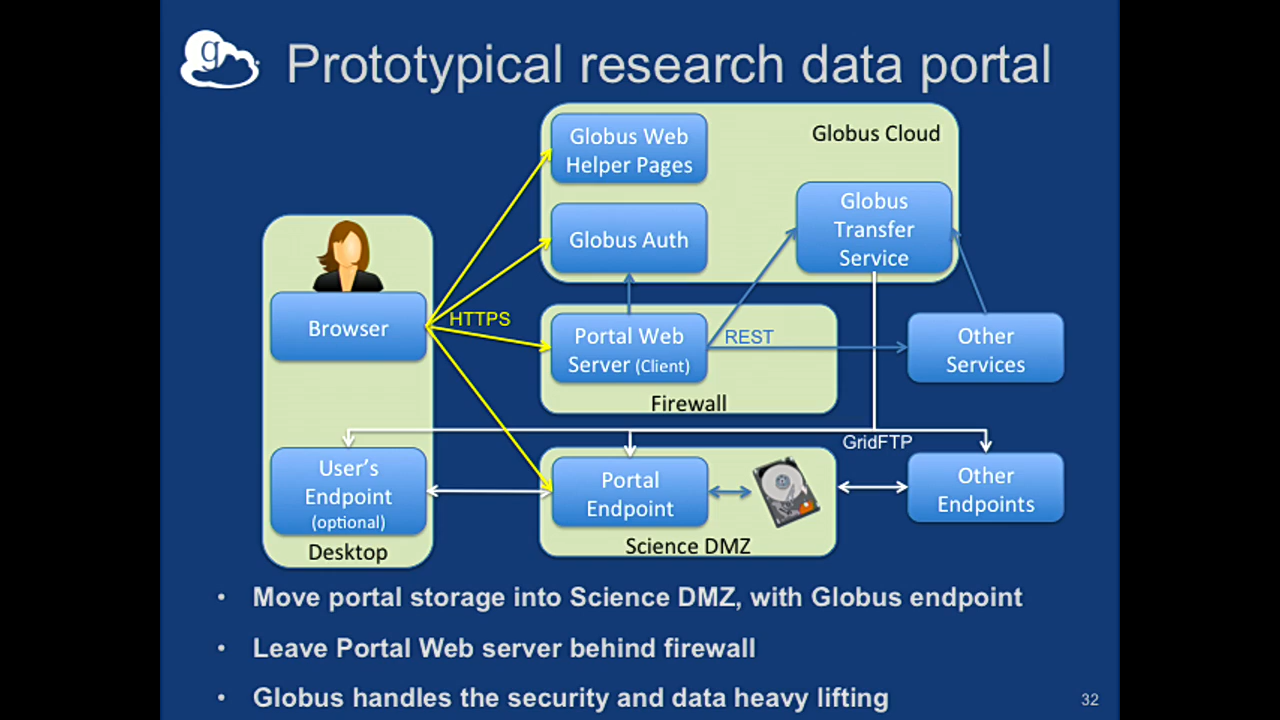 g
Prototypical research data portal
Globus Cloud
Globus Web
Helper Pages
Globus Auth
Globus
Transfer
Service
Browser
HTTPS
Portal Web
Server (Client)
REST
Firewall
Other
Services
GridFTP
User's
Endpoint
(optional)
Desktop
Portal
Endpoint
Science DMZ
Other
Endpoints
• Move portal storage into Science DMZ, with Globus endpoint
• Leave Portal Web server behind firewall
• Globus handles the security and data heavy lifting
32